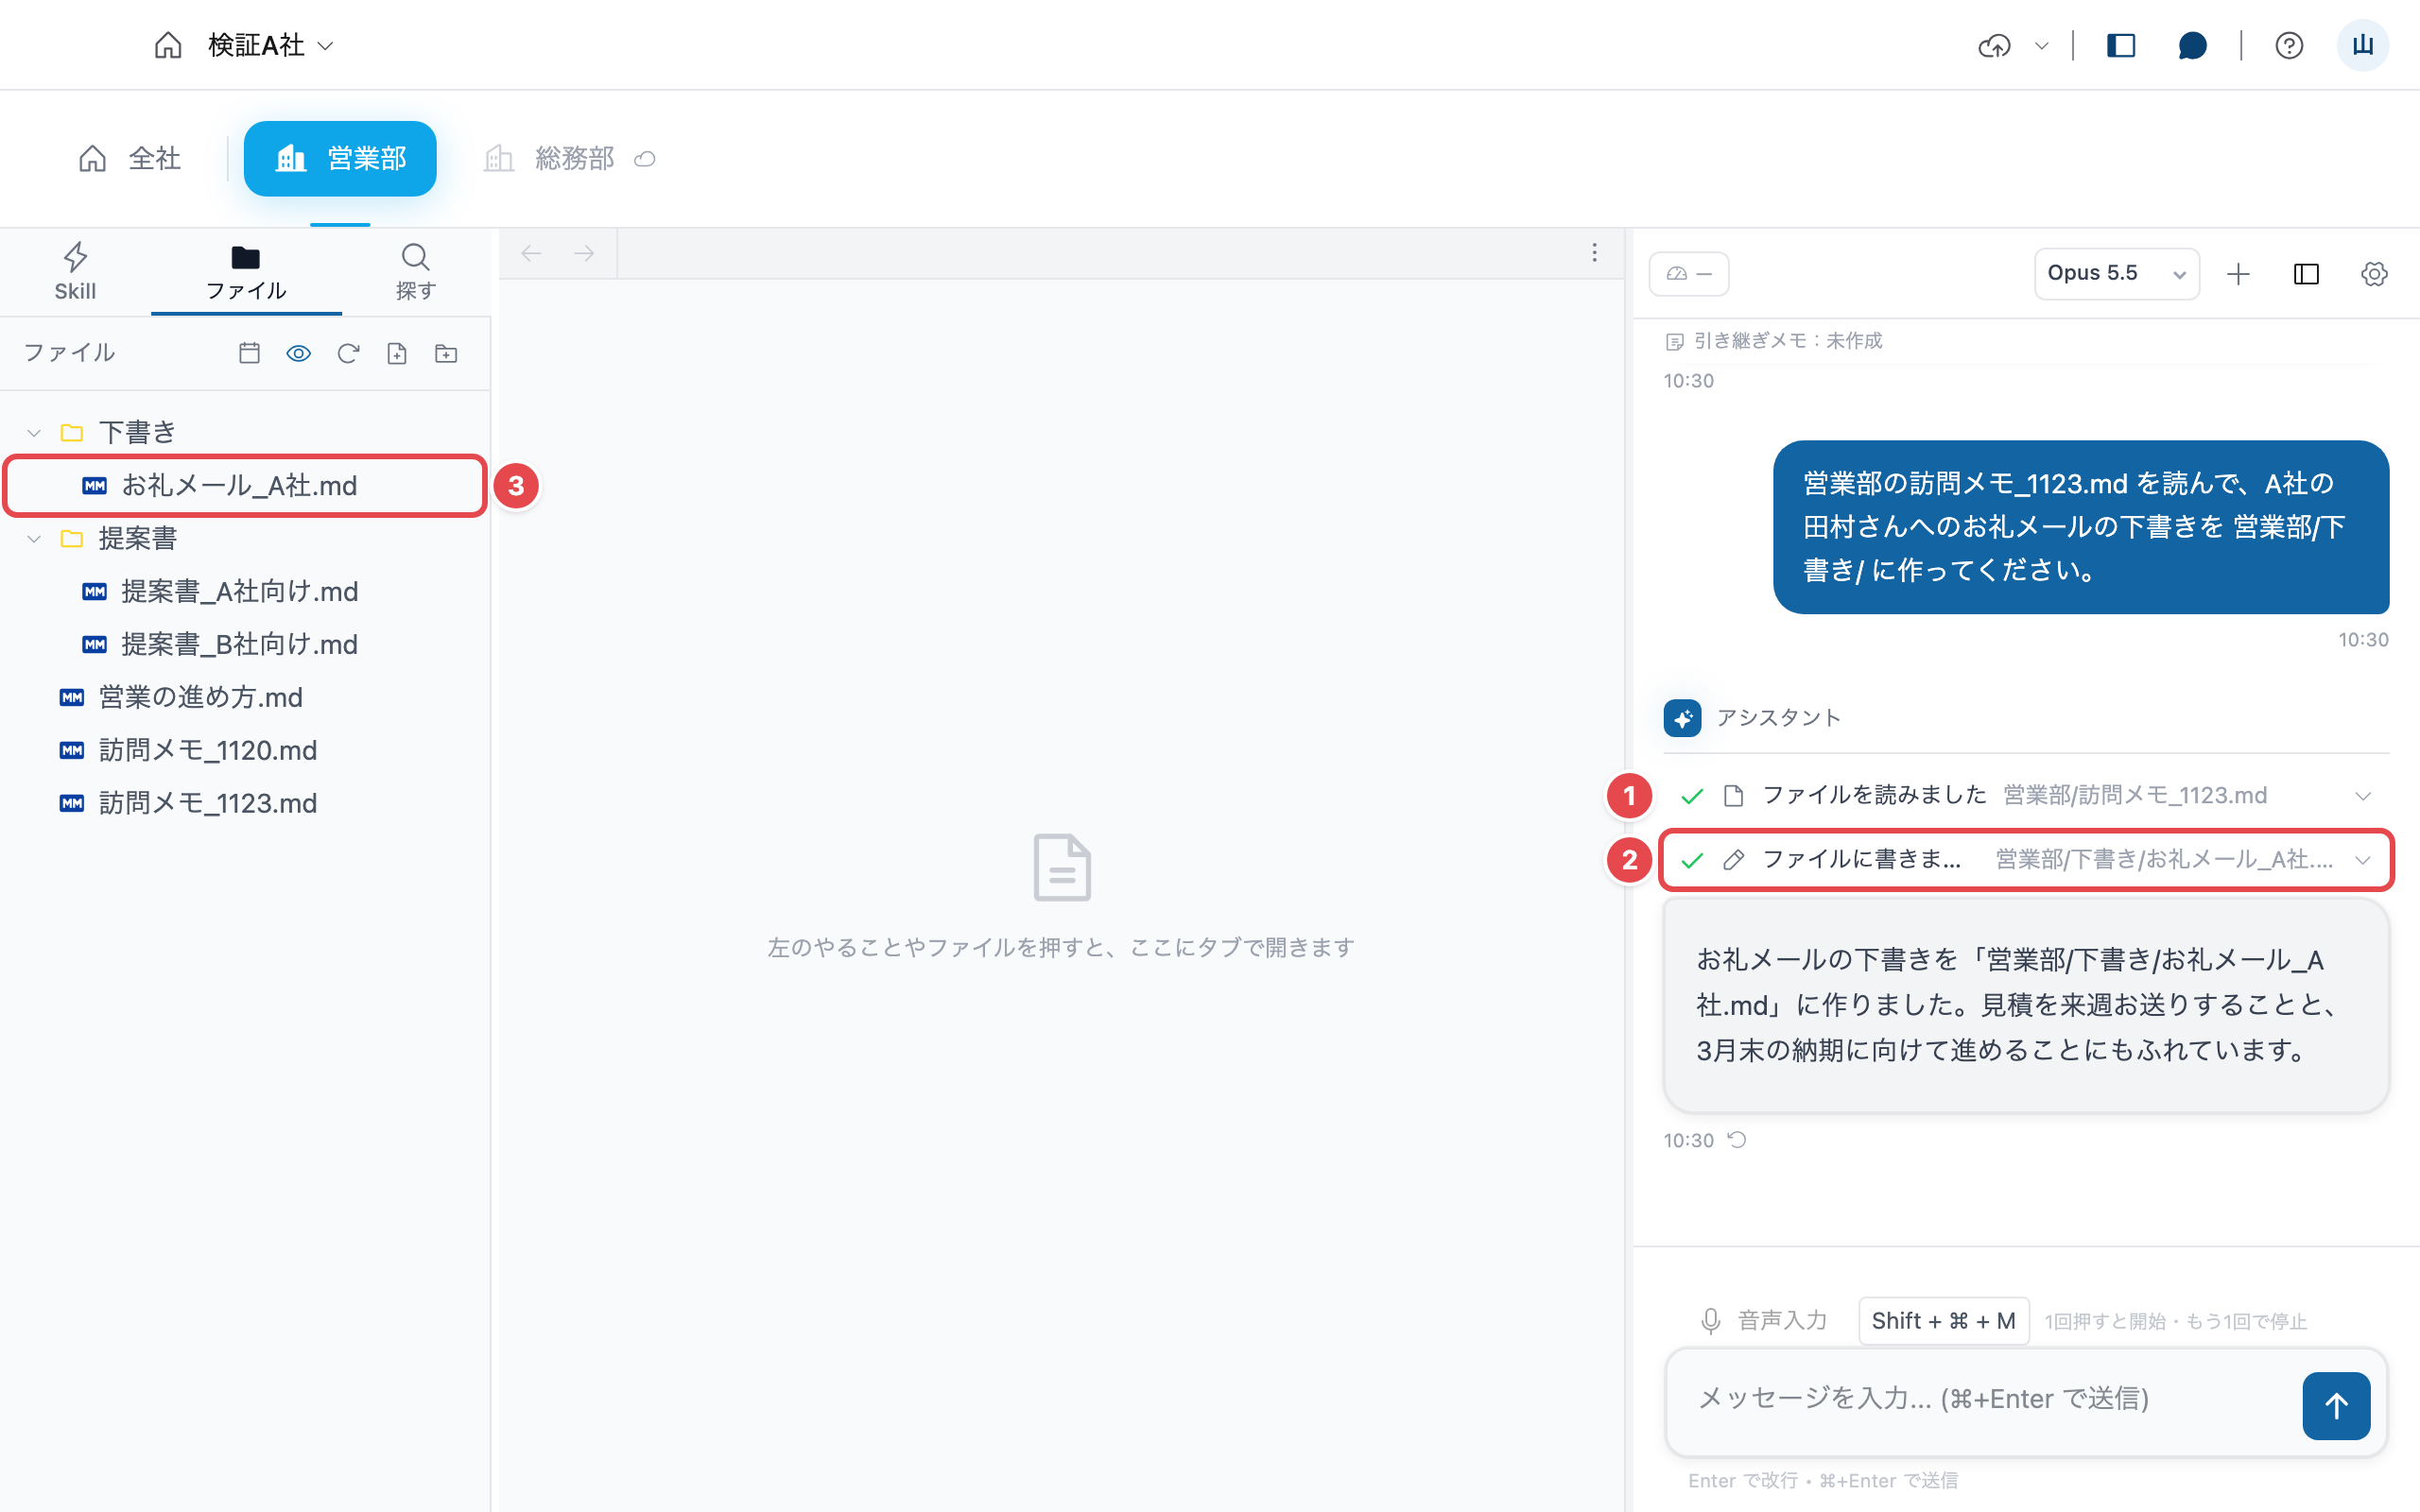 検証A社
山
全社
営業部
総務部
Skill
ファイル
探す
ファイル
下書き
お礼メール_A社.md
3
提案書
提案書_A社向け.md
提案書_B社向け.md
営業の進め方.md
訪問メモ_1120.md
訪問メモ_1123.md
左のやることやファイルを押すと、ここにタブで開きます
Opus 5.5
引き継ぎメモ：未作成
10:30
営業部の訪問メモ_1123.md を読んで、A社の
田村さんへのお礼メールの下書きを 営業部/下
書き/ に作ってください。
10:30
アシスタント
1
ファイルを読みました 営業部/訪問メモ_1123.md
2
ファイルに書きま... 営業部/下書き/お礼メール_A社....
お礼メールの下書きを「営業部/下書き/お礼メール_A
社.md」に作りました。見積を来週お送りすることと、
3月末の納期に向けて進めることにもふれています。
10:30
音声入力 Shift + ⌘ + M 1回押すと開始・もう1回で停止
メッセージを入力... (⌘+Enter で送信)
Enter で改行・⌘+Enter で送信